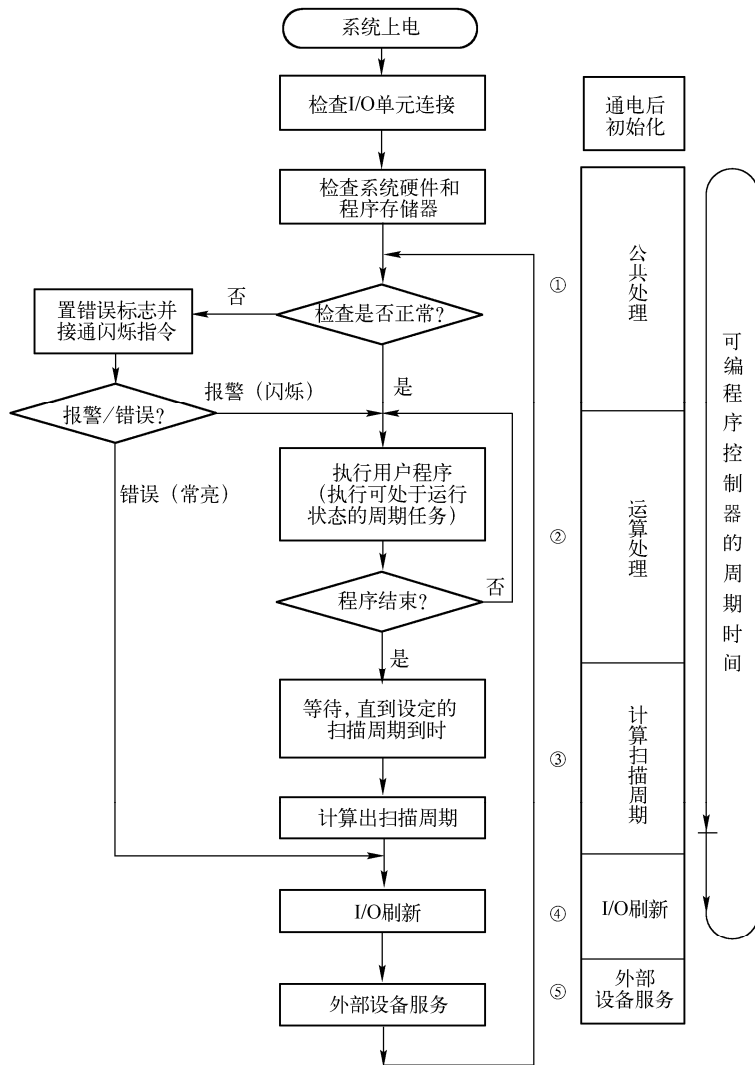 系统上电
检查I/O单元连接
检查系统硬件和
程序存储器
检查是否正常?
否
置错误标志并
接通闪烁指令
报警/错误?
报警（闪烁）
是
错误（常亮）
执行用户程序
（执行可处于运行
状态的周期任务）
程序结束?
否
是
等待，直到设定的
扫描周期到时
计算出扫描周期
I/O刷新
外部设备服务
通电后
初始化
①
公共处理
②
运算处理
③
计算扫描周期
④
I/O刷新
⑤
外部
设备服务
可编程序控制器的周期时间